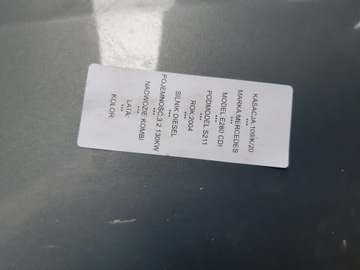 KASACJA:109/K/20
***
MARKA:MERCEDES
***
MODEL:E280 CDI
***
PODMODEL:S211
***
ROK:2004
***
SILNIK:DIESEL
***
POJEMNOŚĆ:3.2 130KW
***
NADWOZIE:KOMBI
***
LATA:
***
KOLOR: